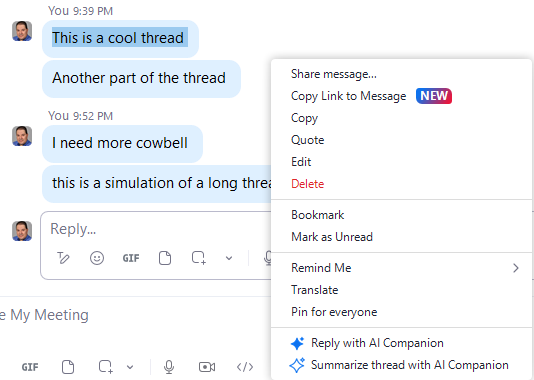 You 9:39 PM
This is a cool thread
Another part of the thread
You 9:52 PM
I need more cowbell
this is a simulation of a long threa
Share message...
Copy Link to Message NEW
Copy
Quote
Edit
Delete
Bookmark
Mark as Unread
Remind Me
Translate
Pin for everyone
Reply with AI Companion
Summarize thread with AI Companion
Reply...
GIF
e My Meeting
GIF